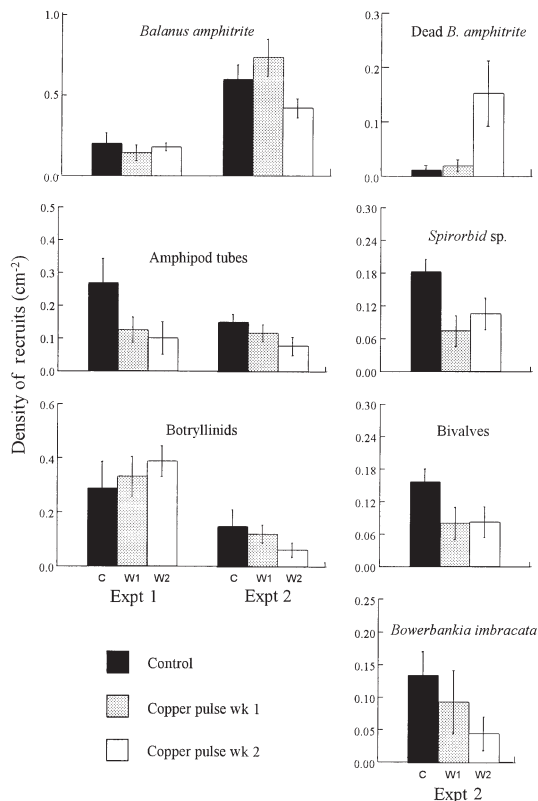 Balanus amphitrite
1.0
0.5
0.0
Dead B. amphitrite
0.3
0.2
0.1
0.0
Density of recruits (cm-2)
Amphipod tubes
0.5
0.4
0.3
0.2
0.1
0.0
Spirorbid sp.
0.30
0.24
0.18
0.12
0.06
0.00
Botryllinids
0.6
0.4
0.2
0.0
C W1 W2 C W1 W2
Expt 1 Expt 2
Bivalves
0.30
0.24
0.18
0.12
0.06
0.00
Control
Copper pulse wk 1
Copper pulse wk 2
Bowerbankia imbracata
0.25
0.20
0.15
0.10
0.05
0.00
C W1 W2
Expt 2